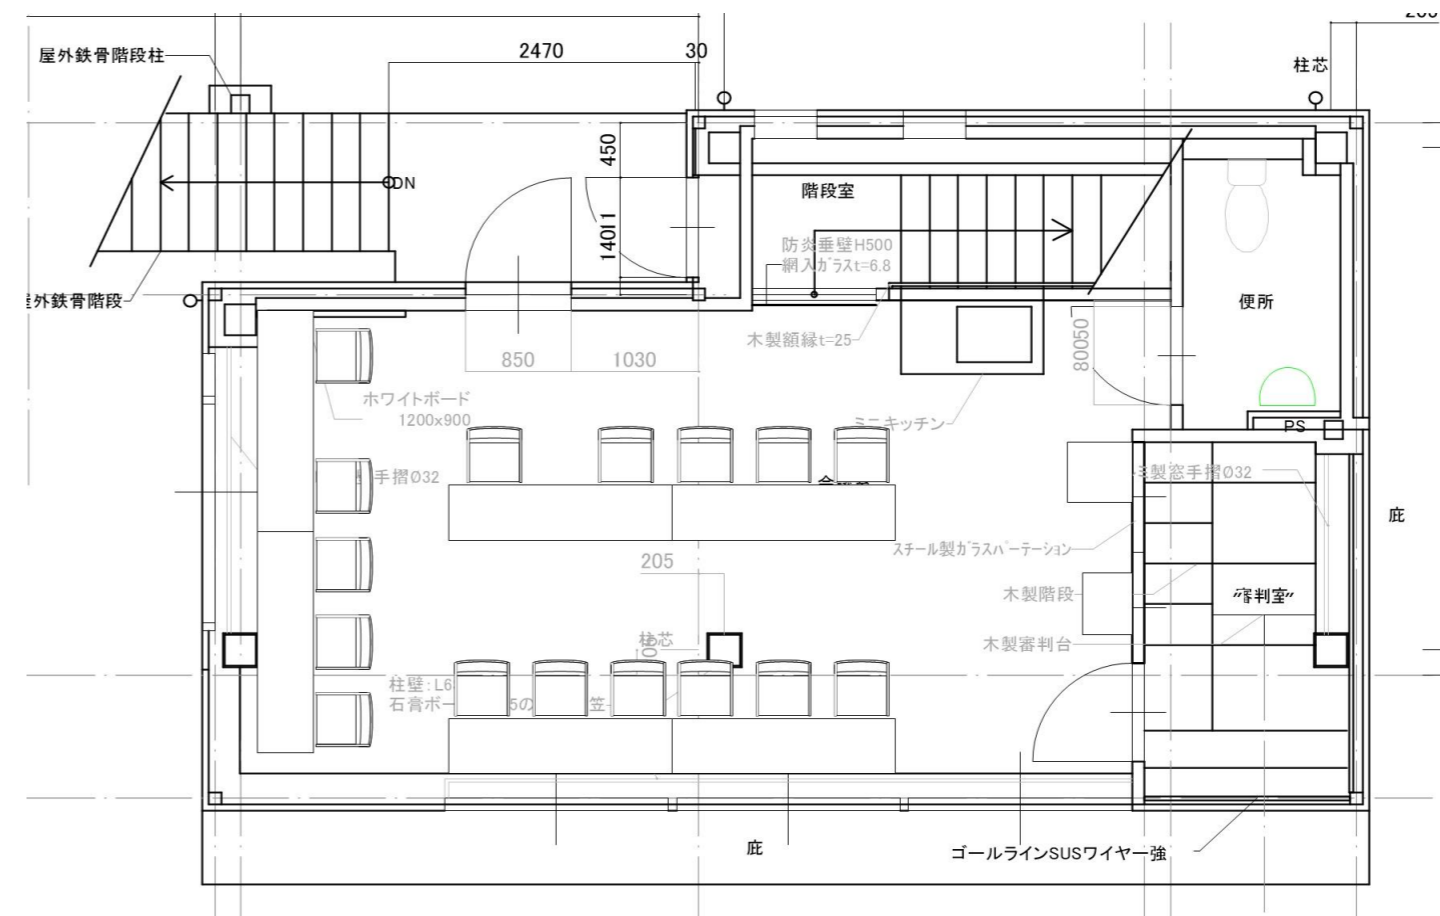 屋外鉄骨階段柱
2470
30
柱芯
450
DN
階段室
防炎垂壁H500
網入ガラスt=6.8
屋外鉄骨階段
木製額縁t=25
便所
850
1030
80050
ホワイトボード
1200x900
ミニキッチン
PS
手摺Ø32
製窓手摺Ø32
庇
スチール製ガラスパーテーション
205
木製階段
審判室
木製審判台
柱芯
柱壁:L6
石膏ボー
5の
笠
庇
ゴールラインSUSワイヤー強